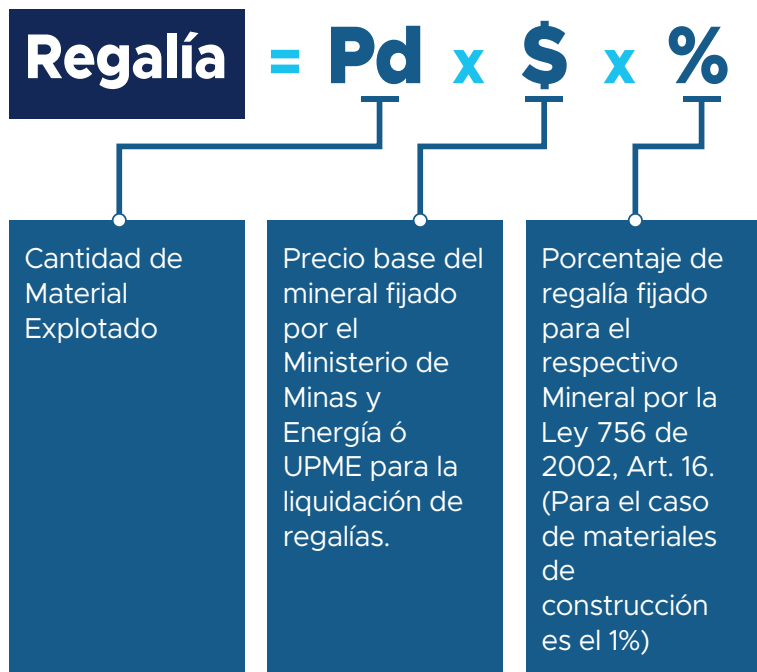 Regalía = Pd x $ x %
Cantidad de
Material
Explotado
Precio base del
mineral fijado
por el
Ministerio de
Minas y
Energía ó
UPME para la
liquidación de
regalías.
Porcentaje de
regalía fijado
para el
respectivo
Mineral por la
Ley 756 de
2002, Art. 16.
(Para el caso
de materiales
de
construcción
es el 1%)